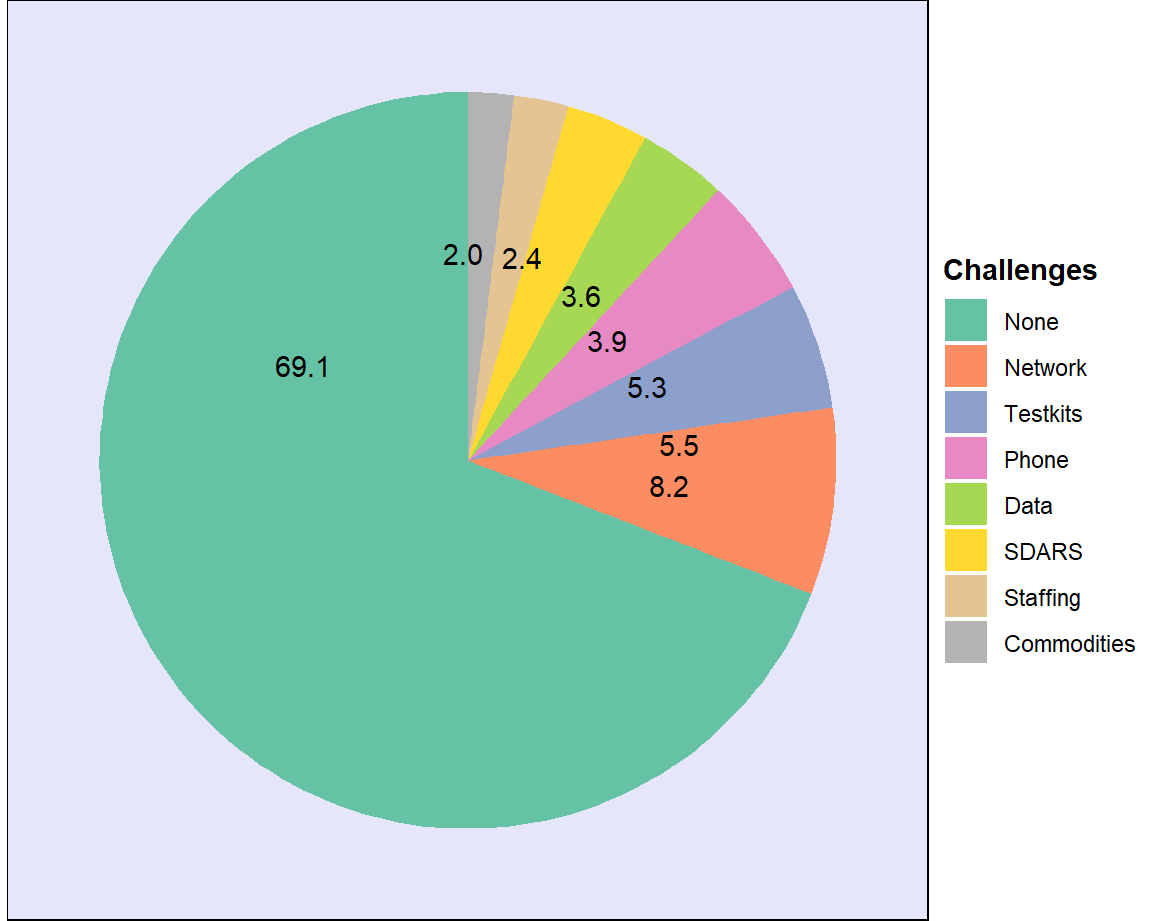 2.0
2.4
3.6
3.9
5.3
5.5
8.2
69.1
Challenges
None
Network
Testkits
Phone
Data
SDARS
Staffing
Commodities